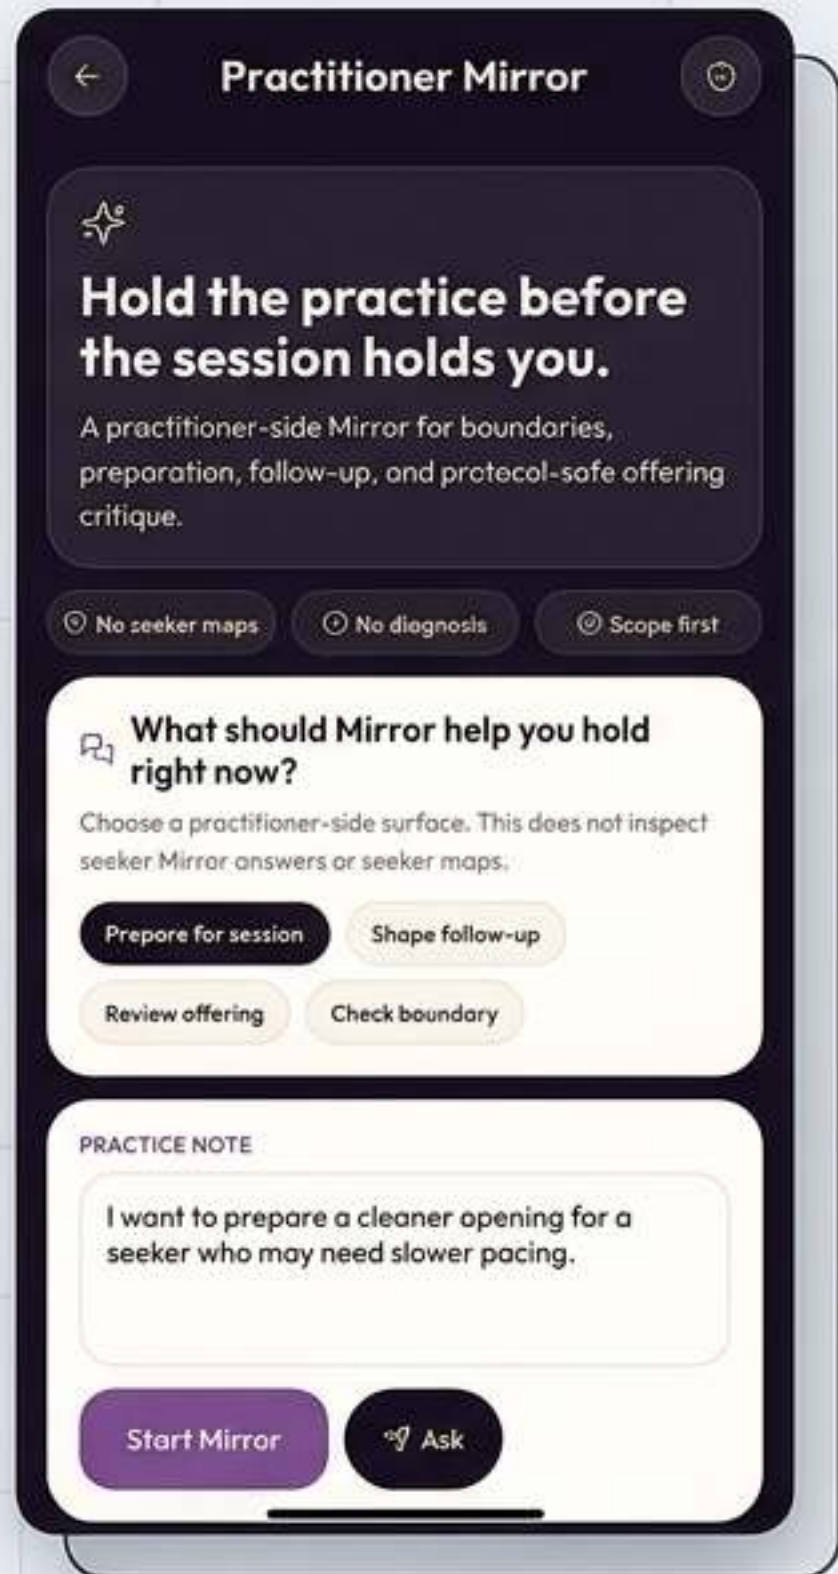 Practitioner Mirror
Hold the practice before
the session holds you.
A practitioner-side Mirror for boundaries,
preparation, follow-up, and protocol-safe offering
critique.
No seeker maps
No diagnosis
Scope first
What should Mirror help you hold
right now?
Choose a practitioner-side surface. This does not inspect
seeker Mirror answers or seeker maps.
Prepare for session
Shape follow-up
Review offering
Check boundary
PRACTICE NOTE
I want to prepare a cleaner opening for a
seeker who may need slower pacing.
Start Mirror
Ask